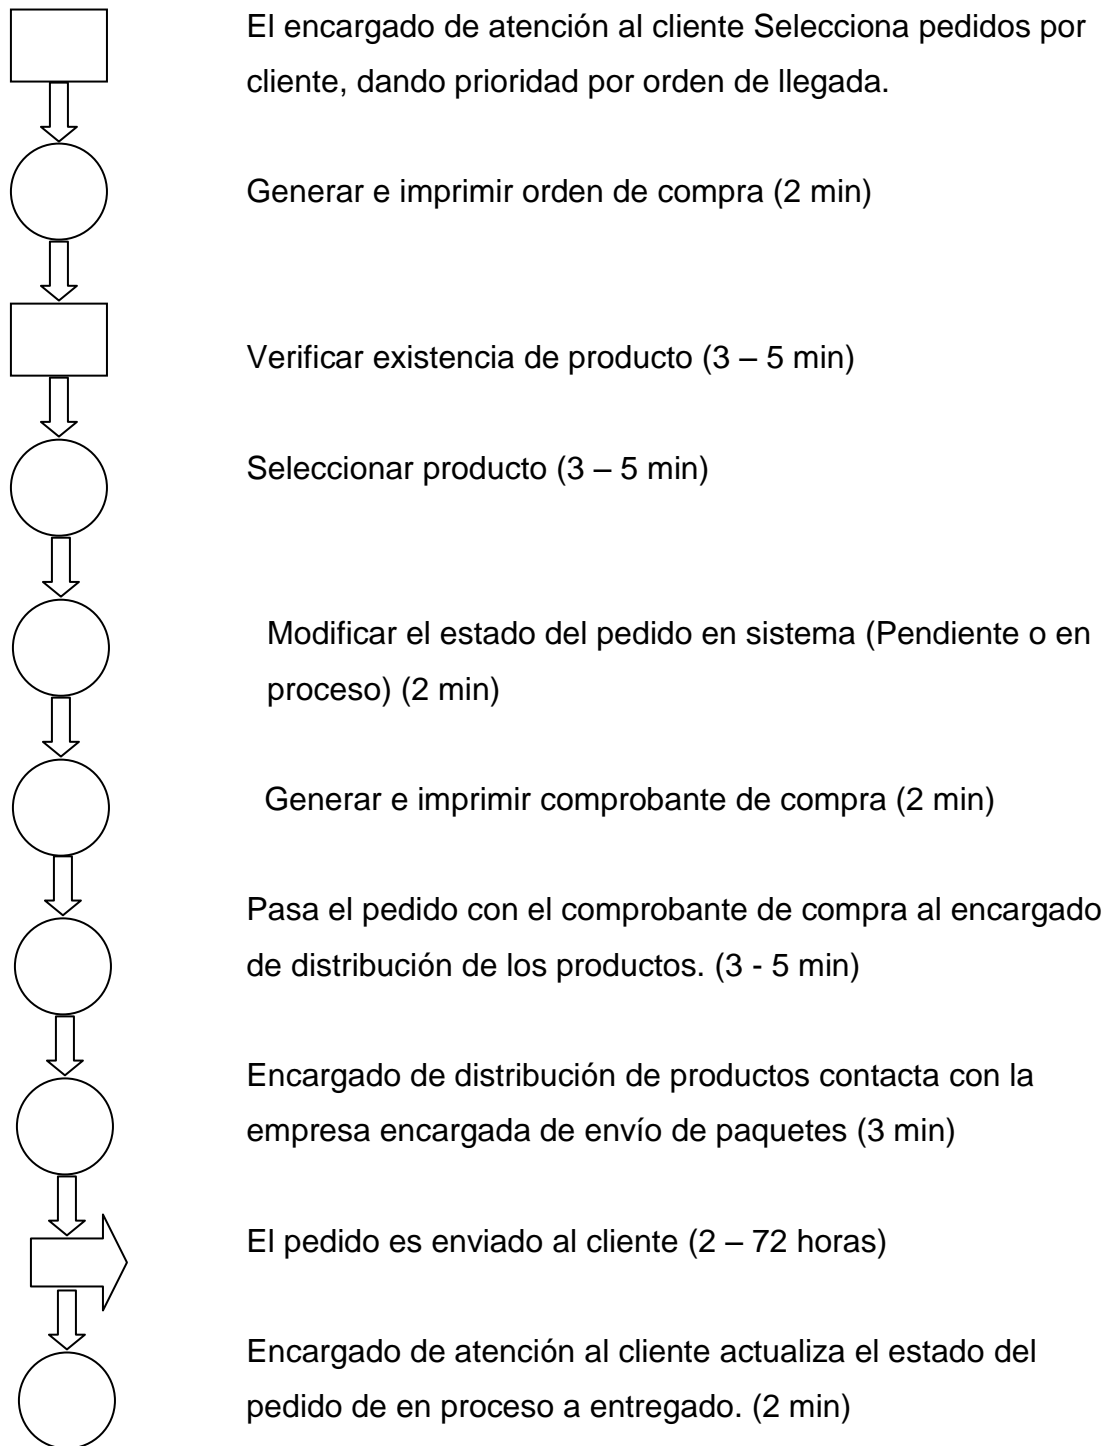 El encargado de atención al cliente Selecciona pedidos por
cliente, dando prioridad por orden de llegada.
Generar e imprimir orden de compra (2 min)
Verificar existencia de producto (3 – 5 min)
Seleccionar producto (3 – 5 min)
Modificar el estado del pedido en sistema (Pendiente o en
proceso) (2 min)
Generar e imprimir comprobante de compra (2 min)
Pasa el pedido con el comprobante de compra al encargado
de distribución de los productos. (3 - 5 min)
Encargado de distribución de productos contacta con la
empresa encargada de envío de paquetes (3 min)
El pedido es enviado al cliente (2 – 72 horas)
Encargado de atención al cliente actualiza el estado del
pedido de en proceso a entregado. (2 min)